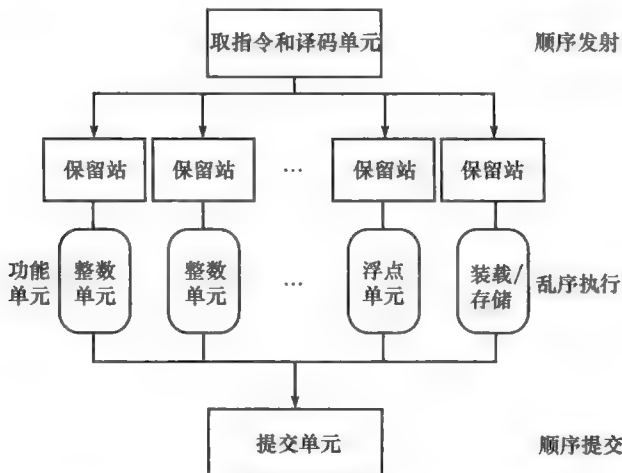 取指令和译码单元 顺序发射
保留站 保留站 … 保留站 保留站
功能 整数 整数 … 浮点 装载/ 乱序执行
单元 单元 单元 单元 存储
提交单元 顺序提交